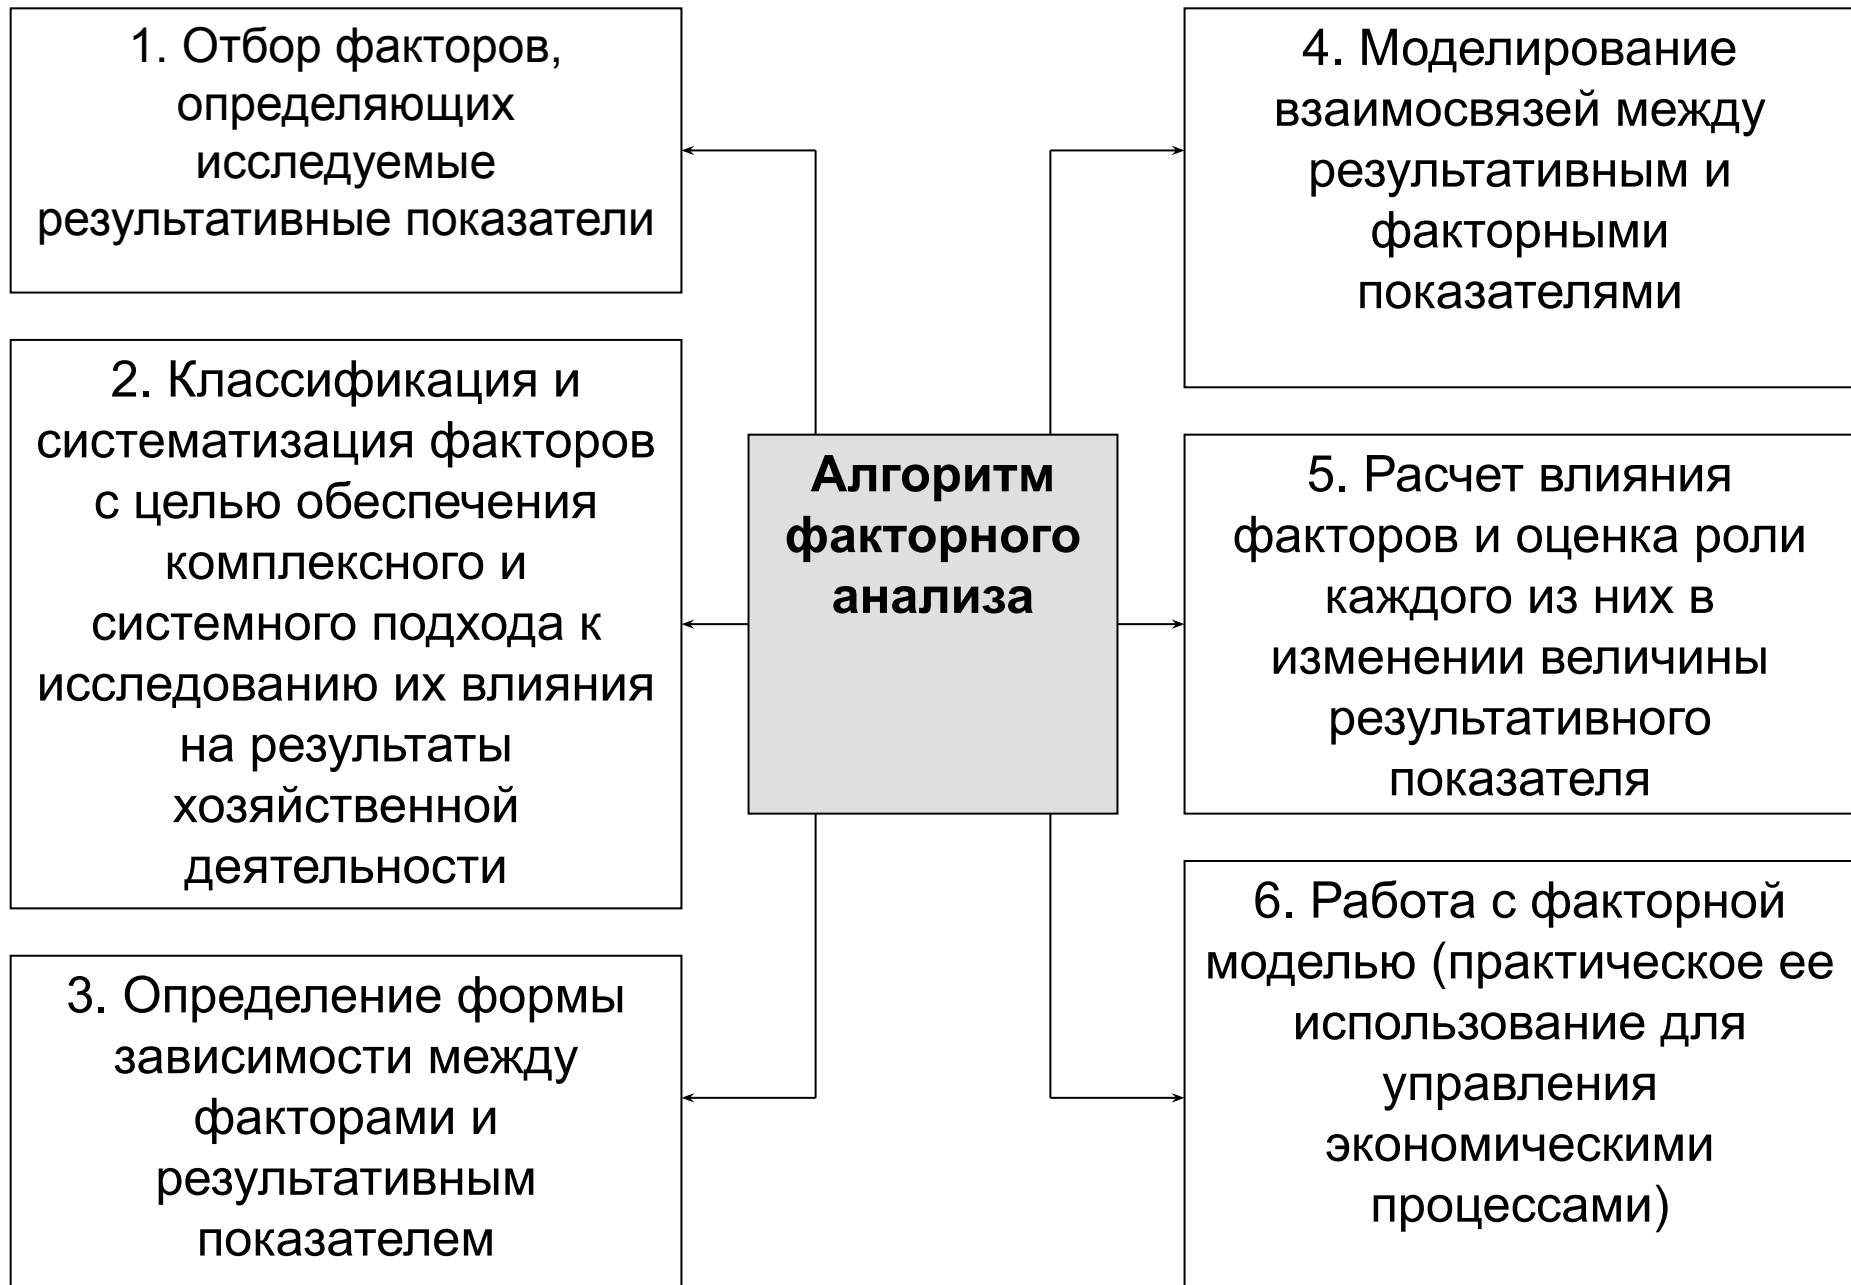 1. Отбор факторов,
определяющих
исследуемые
результативные показатели
2. Классификация и
систематизация факторов
с целью обеспечения
комплексного и
системного подхода к
исследованию их влияния
на результаты
хозяйственной
деятельности
3. Определение формы
зависимости между
факторами и
результативным
показателем
Алгоритм
факторного
анализа
4. Моделирование
взаимосвязей между
результативным и
факторными
показателями
5. Расчет влияния
факторов и оценка роли
каждого из них в
изменении величины
результативного
показателя
6. Работа с факторной
моделью (практическое ее
использование для
управления
экономическими
процессами)